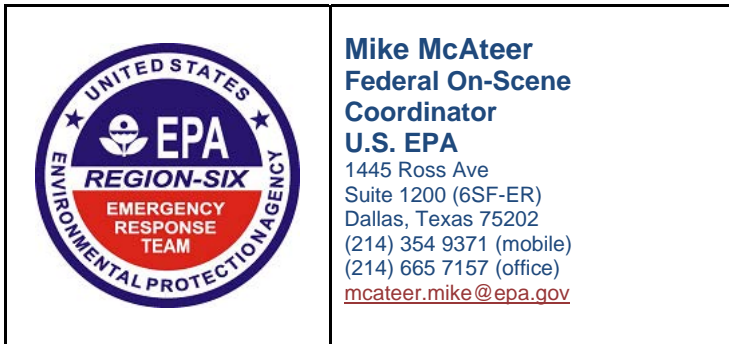 UNITED STATES
EPA
REGION-SIX
EMERGENCY
RESPONSE
TEAM
ENVIRONMENTAL PROTECTION AGENCY
Mike McAteer
Federal On-Scene
Coordinator
U.S. EPA
1445 Ross Ave
Suite 1200 (6SF-ER)
Dallas, Texas 75202
(214) 354 9371 (mobile)
(214) 665 7157 (office)
mcateer.mike@epa.gov